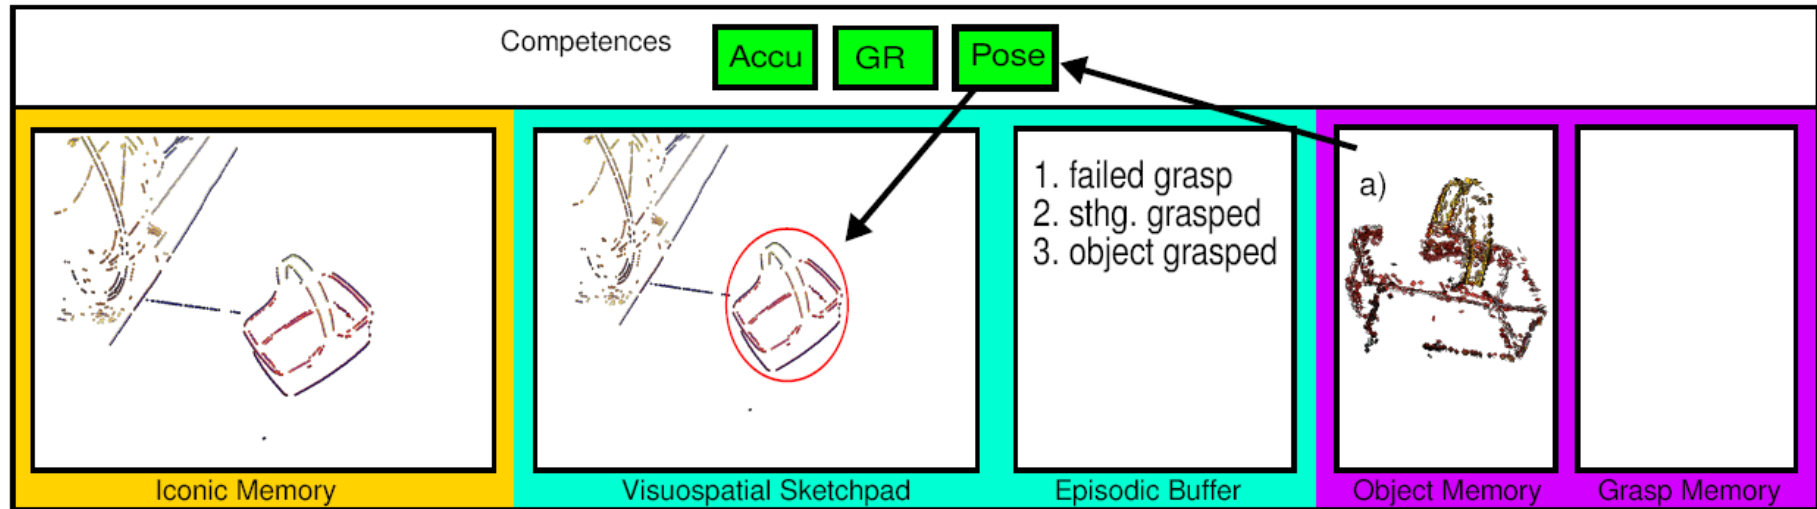 Competences
Accu
GR
Pose
1. failed grasp
2. sthg. grasped
3. object grasped
a)
Iconic Memory
Visuospatial Sketchpad
Episodic Buffer
Object Memory
Grasp Memory